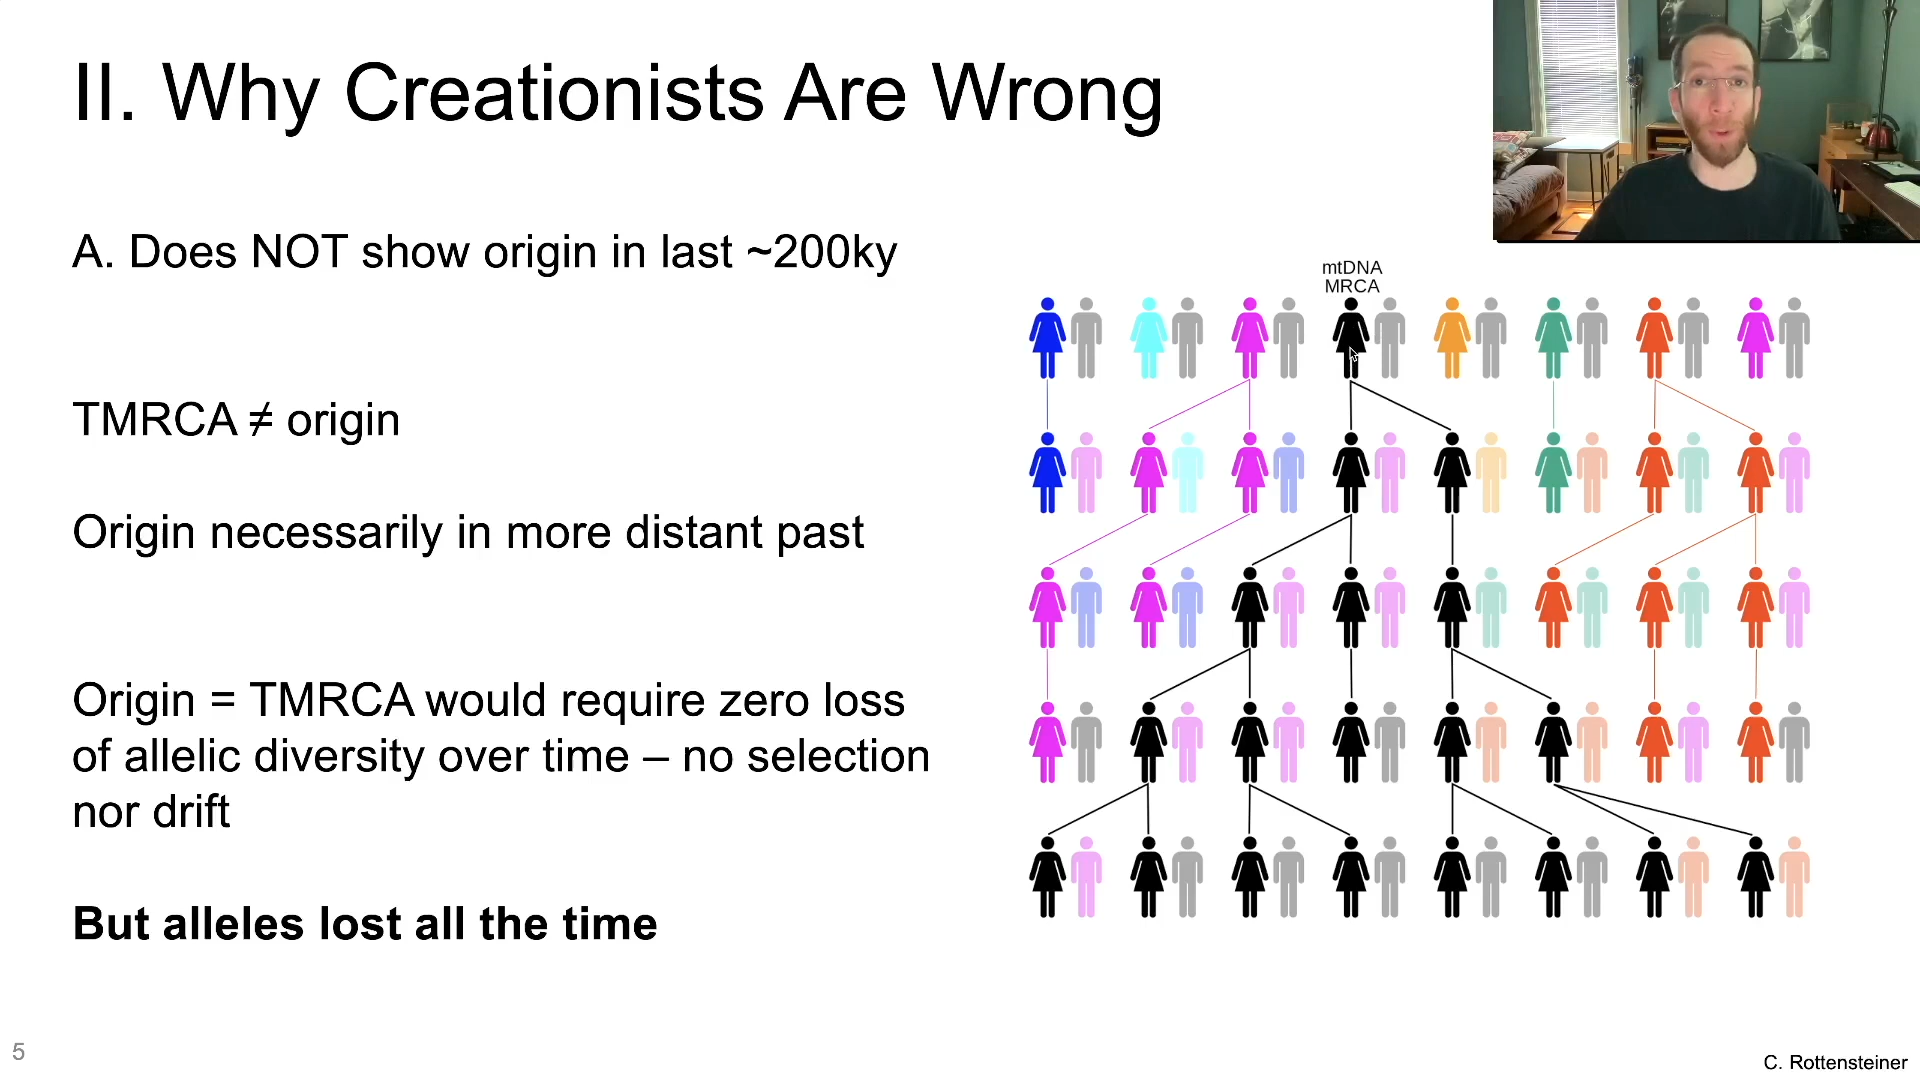 II. Why Creationists Are Wrong
A. Does NOT show origin in last ~200ky
TMRCA ≠ origin
Origin necessarily in more distant past
Origin = TMRCA would require zero loss
of allelic diversity over time – no selection
nor drift
But alleles lost all the time
mtDNA
MRCA
5
C. Rottensteiner